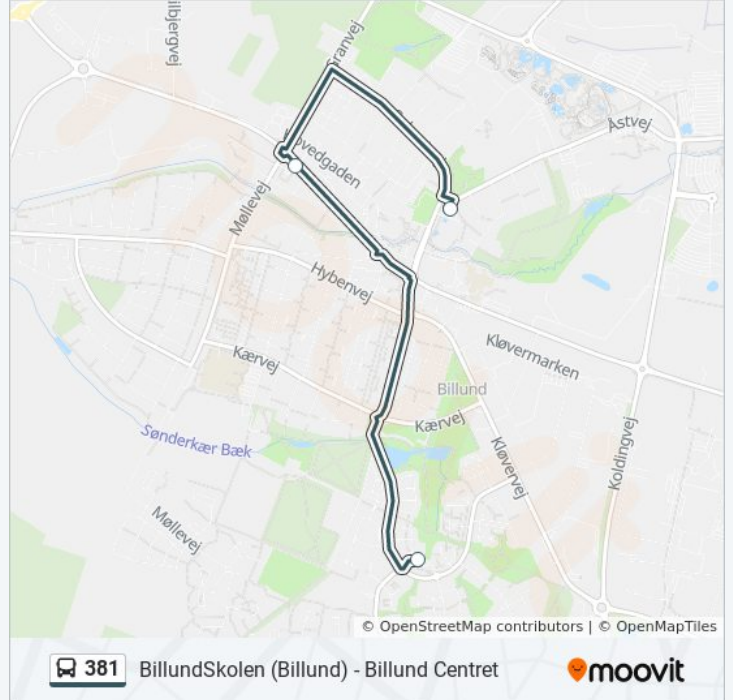 Åstvej
Hovedgaden
Møllevej
Hybenvej
Kløvermarken
Kærvej
Billund
Kærvej
Sønderkær Bæk
Kløvervej
Koldingvej
Møllevej
© OpenStreetMap contributors | © OpenMapTiles
381 BillundSkolen (Billund) - Billund Centret
moovit